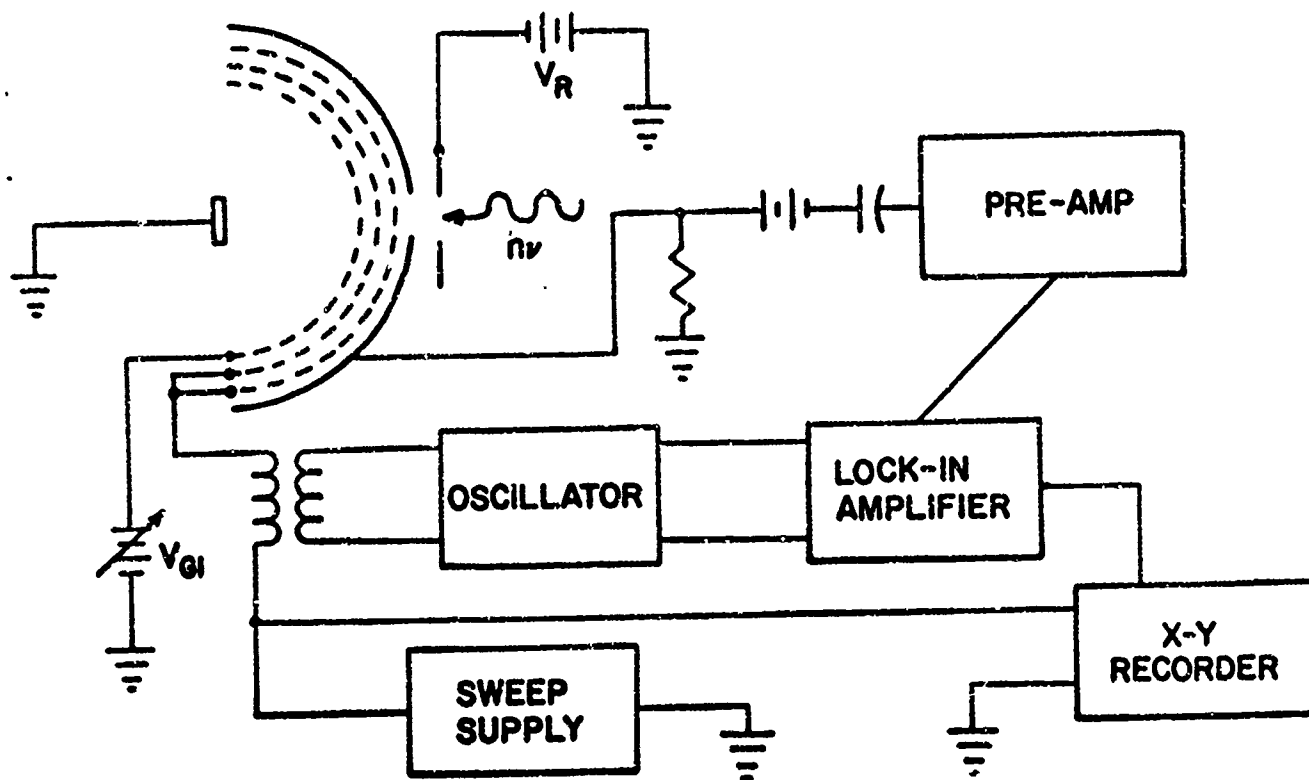 V_R
PRE-AMP
hν
LOCK-IN
AMPLIFIER
OSCILLATOR
V_GI
X-Y
RECORDER
SWEEP
SUPPLY